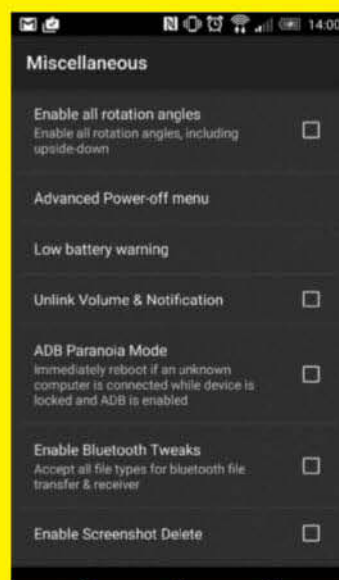 14:00
Miscellaneous
Enable all rotation angles
Enable all rotation angles, including
upside-down
Advanced Power-off menu
Low battery warning
Unlink Volume & Notification
ADB Paranoia Mode
Immediately reboot if an unknown
computer is connected while device is
locked and ADB is enabled
Enable Bluetooth Tweaks
Accept all file types for bluetooth file
transfer & receiver
Enable Screenshot Delete